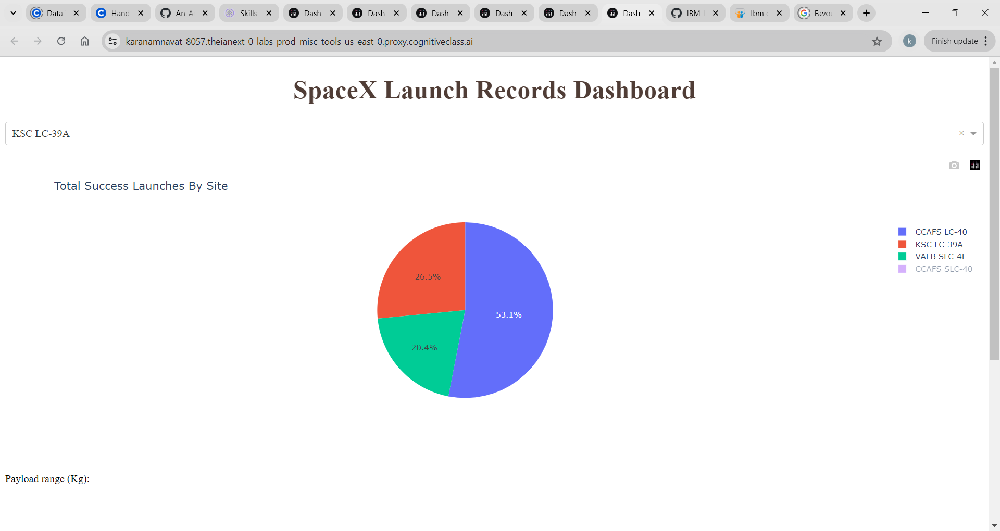 Data
Hand
An-A
Skills
Dash
Dash
Dash
Dash
Dash
Dash
IBM-
Ibm
Favo
karanamnavat-8057.theianext-0-labs-prod-misc-tools-us-east-0.proxy.cognitiveclass.ai
k
Finish update
SpaceX Launch Records Dashboard
KSC LC-39A
Total Success Launches By Site
CCAFS LC-40
KSC LC-39A
VAFB SLC-4E
CCAFS SLC-40
26.5%
53.1%
20.4%
Payload range (Kg):